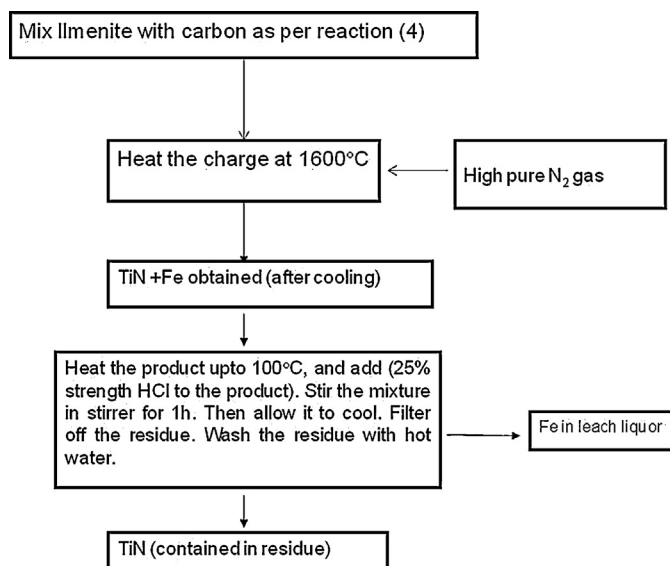 Mix Ilmenite with carbon as per reaction (4)
Heat the charge at 1600°C
High pure N₂ gas
TiN +Fe obtained (after cooling)
Heat the product upto 100°C, and add (25%
strength HCl to the product). Stir the mixture
in stirrer for 1h. Then allow it to cool. Filter
off the residue. Wash the residue with hot
water.
Fe in leach liquor
TiN (contained in residue)